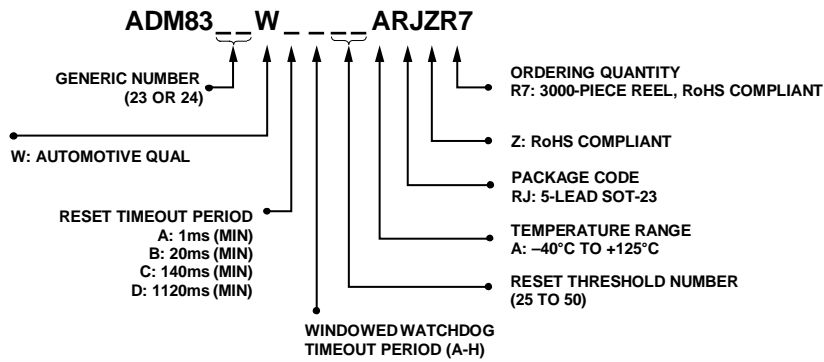 ADM83_ _ W _ _ _ _ ARJZR7
GENERIC NUMBER
(23 OR 24)
W: AUTOMOTIVE QUAL
RESET TIMEOUT PERIOD
A: 1ms (MIN)
B: 20ms (MIN)
C: 140ms (MIN)
D: 1120ms (MIN)
WINDOWED WATCHDOG
TIMEOUT PERIOD (A-H)
ORDERING QUANTITY
R7: 3000-PIECE REEL, RoHS COMPLIANT
Z: RoHS COMPLIANT
PACKAGE CODE
RJ: 5-LEAD SOT-23
TEMPERATURE RANGE
A: –40°C TO +125°C
RESET THRESHOLD NUMBER
(25 TO 50)